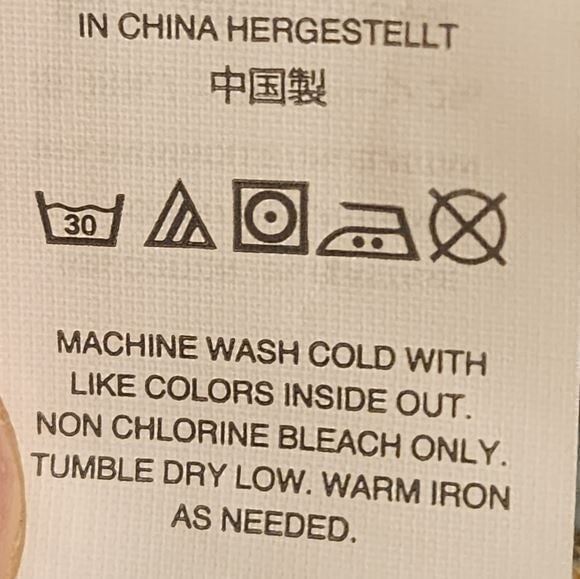 IN CHINA HERGESTELLT
中国製
30
MACHINE WASH COLD WITH
LIKE COLORS INSIDE OUT.
NON CHLORINE BLEACH ONLY.
TUMBLE DRY LOW. WARM IRON
AS NEEDED.